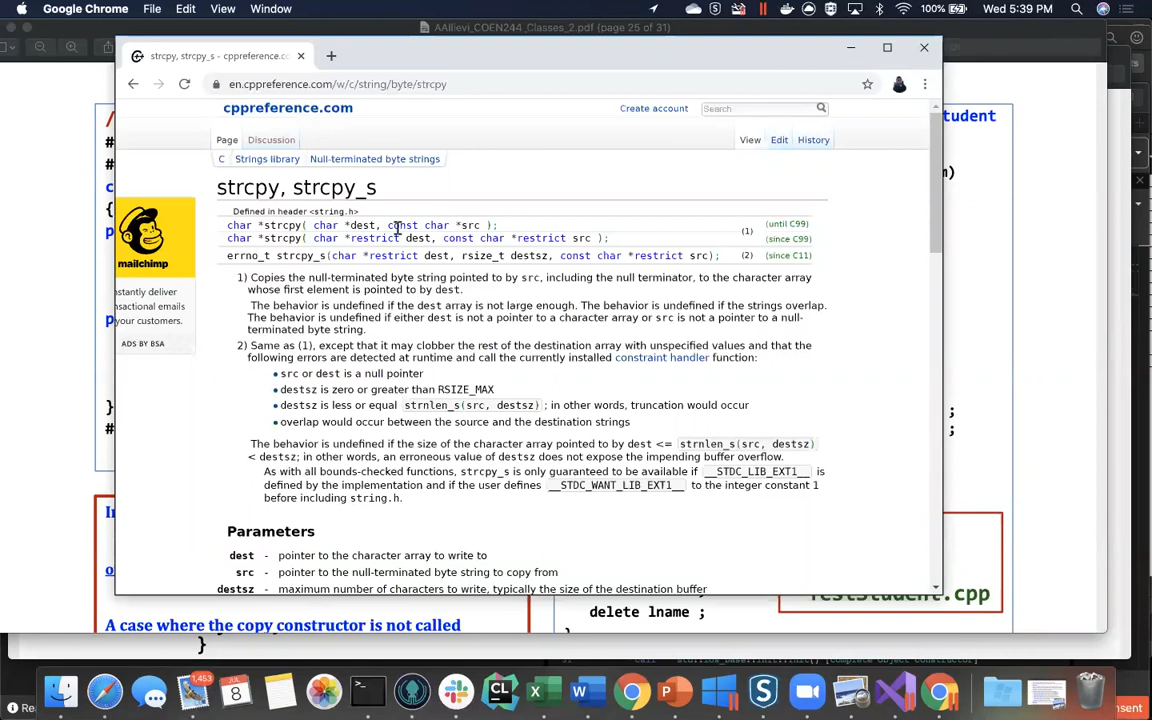 Google Chrome File Edit View Window 100% Wed 5:39 PM
AAllevi_COEN244_Classes_2.pdf (page 25 of 31)
strcpy, strcpy_s - cppreference.co
en.cppreference.com/w/c/string/byte/strcpy
cppreference.com
Create account
Search
Page Discussion
View Edit History
C Strings library Null-terminated byte strings
strcpy, strcpy_s
Defined in header <string.h>
char *strcpy( char *dest, const char *src ); (until C99)
(1)
char *strcpy( char *restrict dest, const char *restrict src ); (since C99)
errno_t strcpy_s(char *restrict dest, rsize_t destsz, const char *restrict src); (2) (since C11)
1) Copies the null-terminated byte string pointed to by src, including the null terminator, to the character array
whose first element is pointed to by dest.
The behavior is undefined if the dest array is not large enough. The behavior is undefined if the strings overlap.
The behavior is undefined if either dest is not a pointer to a character array or src is not a pointer to a null-
terminated byte string.
2) Same as (1), except that it may clobber the rest of the destination array with unspecified values and that the
following errors are detected at runtime and call the currently installed constraint handler function:
• src or dest is a null pointer
• destsz is zero or greater than RSIZE_MAX
• destsz is less or equal strnlen_s(src, destsz); in other words, truncation would occur
• overlap would occur between the source and the destination strings
The behavior is undefined if the size of the character array pointed to by dest <= strnlen_s(src, destsz)
< destsz; in other words, an erroneous value of destsz does not expose the impending buffer overflow.
As with all bounds-checked functions, strcpy_s is only guaranteed to be available if __STDC_LIB_EXT1__ is
defined by the implementation and if the user defines __STDC_WANT_LIB_EXT1__ to the integer constant 1
before including string.h.
Parameters
dest - pointer to the character array to write to
src - pointer to the null-terminated byte string to copy from
destsz - maximum number of characters to write, typically the size of the destination buffer
mailchimp
nstantly deliver
nsactional emails
your customers.
ADS BY BSA
tudent
delete lname ;
A case where the copy constructor is not called
}
1,453
JUL
8